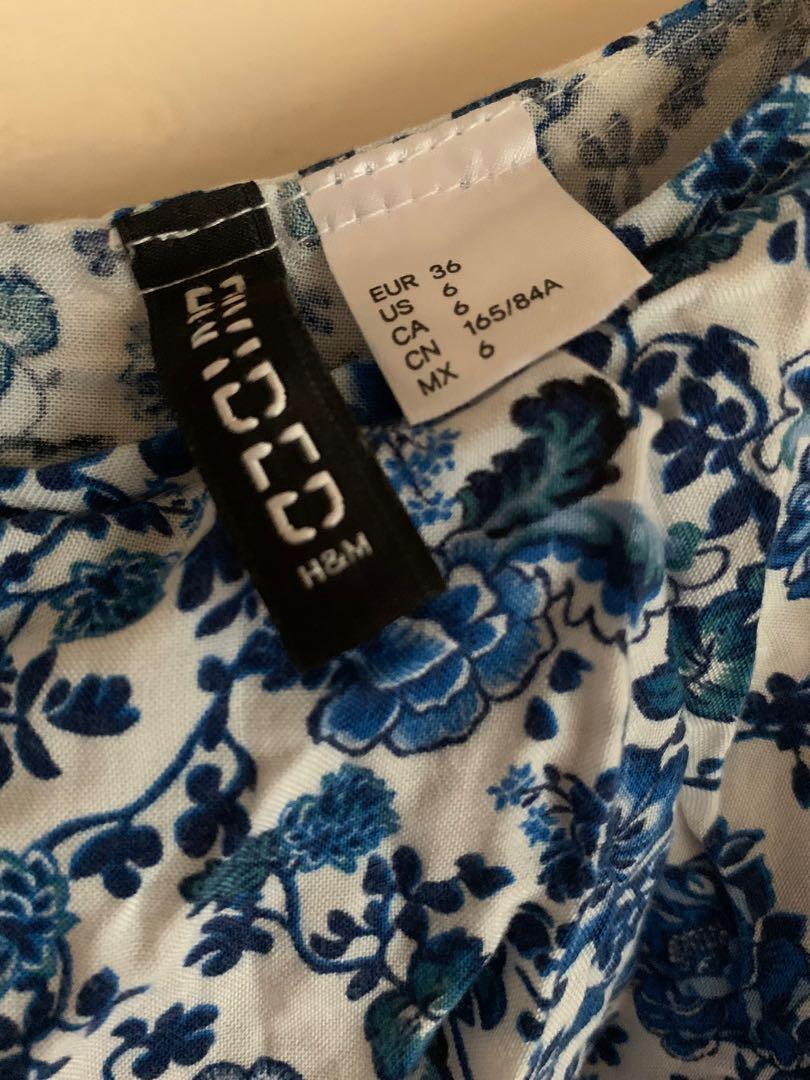 DIVIDED
H&M
EUR 36
US 6
CA 6
CN 165/84A
MX 6